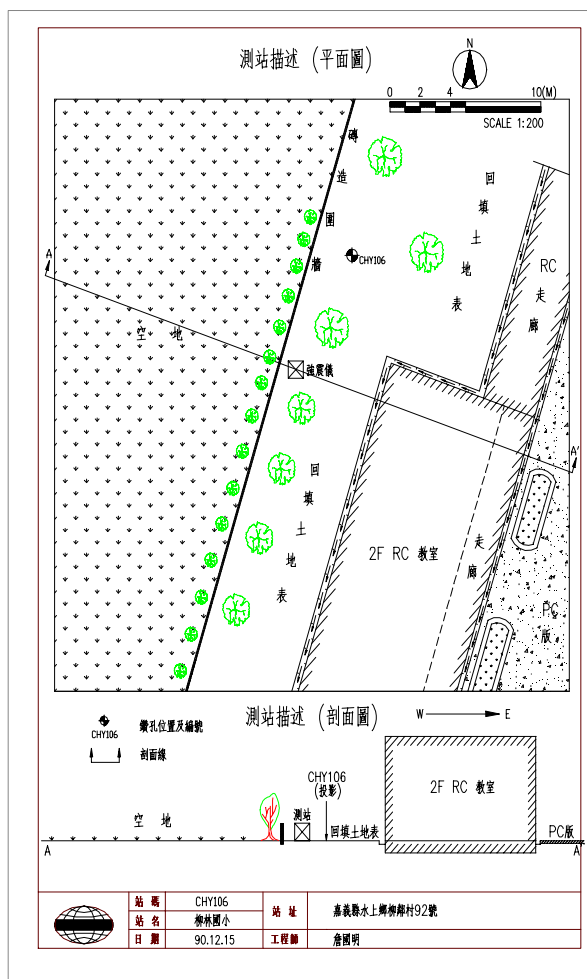 測站描述 (平面圖)
N
0 2 4 10(M)
SCALE 1:200
磚造圍牆
回填土地表
CHY106
RC走廊
A
空地
強震儀
A'
回填土地表
2F RC 教室
走廊
PC版
測站描述 (剖面圖)
W E
CHY106
鑽孔位置及編號
剖面線
CHY106
(投影)
2F RC 教室
空地
測站
回填土地表
PC版
A
A'
站碼 CHY106
站址 嘉義縣水上鄉柳鄉村92號
站名 柳林國小
日期 90.12.15
工程師 詹國明